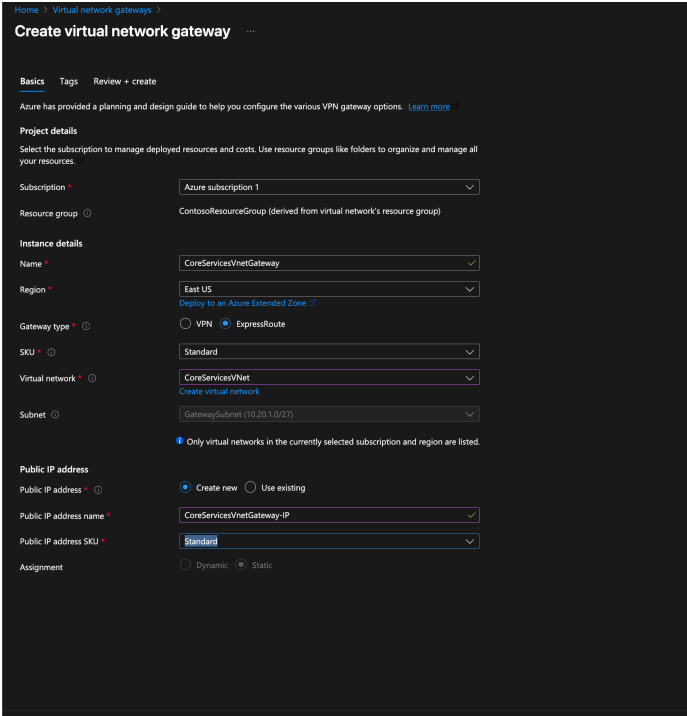 Home > Virtual network gateways >
Create virtual network gateway ...
Basics Tags Review + create
Azure has provided a planning and design guide to help you configure the various VPN gateway options. Learn more
Project details
Select the subscription to manage deployed resources and costs. Use resource groups like folders to organize and manage all
your resources.
Subscription *
Azure subscription 1
Resource group
ContosoResourceGroup (derived from virtual network's resource group)
Instance details
Name *
CoreServicesVnetGateway
Region *
East US
Deploy to an Azure Extended Zone
Gateway type *
VPN ExpressRoute
SKU *
Standard
Virtual network *
CoreServicesVNet
Create virtual network
Subnet
GatewaySubnet (10.20.1.0/27)
Only virtual networks in the currently selected subscription and region are listed.
Public IP address
Public IP address *
Create new Use existing
Public IP address name *
CoreServicesVnetGateway-IP
Public IP address SKU *
Standard
Assignment
Dynamic Static